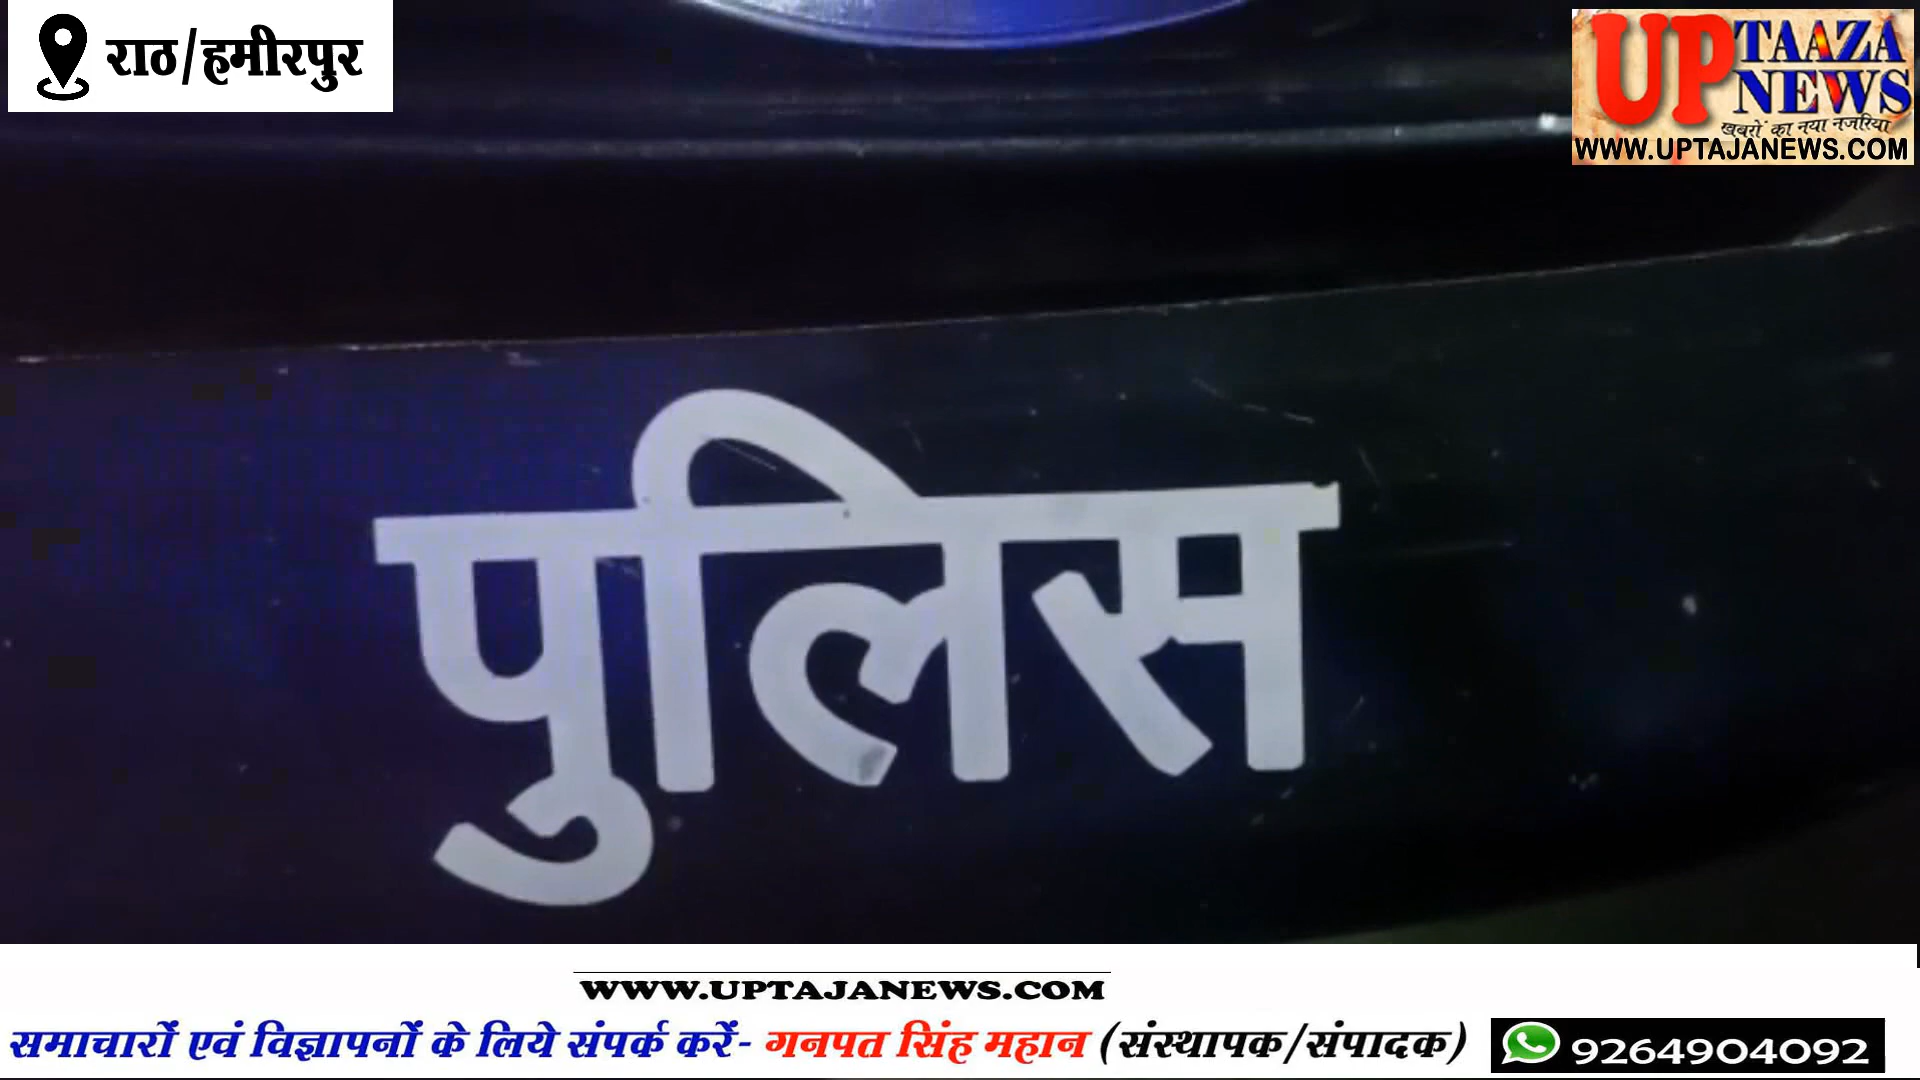 राठ/हमीरपुर
UP TAAZA NEWS
खबरों का नया नजरिया
WWW.UPTAJANEWS.COM
पुलिस
WWW.UPTAJANEWS.COM
समाचारों एवं विज्ञापनों के लिये संपर्क करें- गनपत सिंह महान (संस्थापक/संपादक) 9264904092